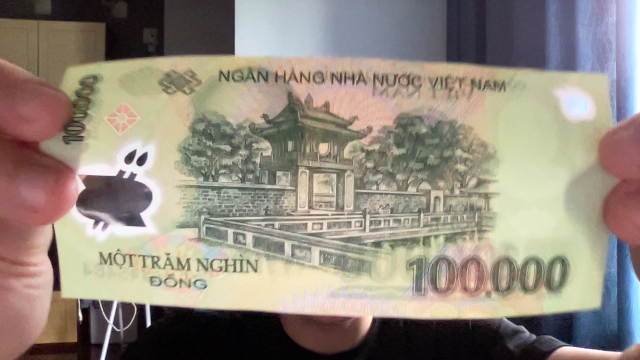 NGÂN HÀNG NHÀ NƯỚC VIỆT NAM
100000
MỘT TRĂM NGHÌN
ĐỒNG
100.000